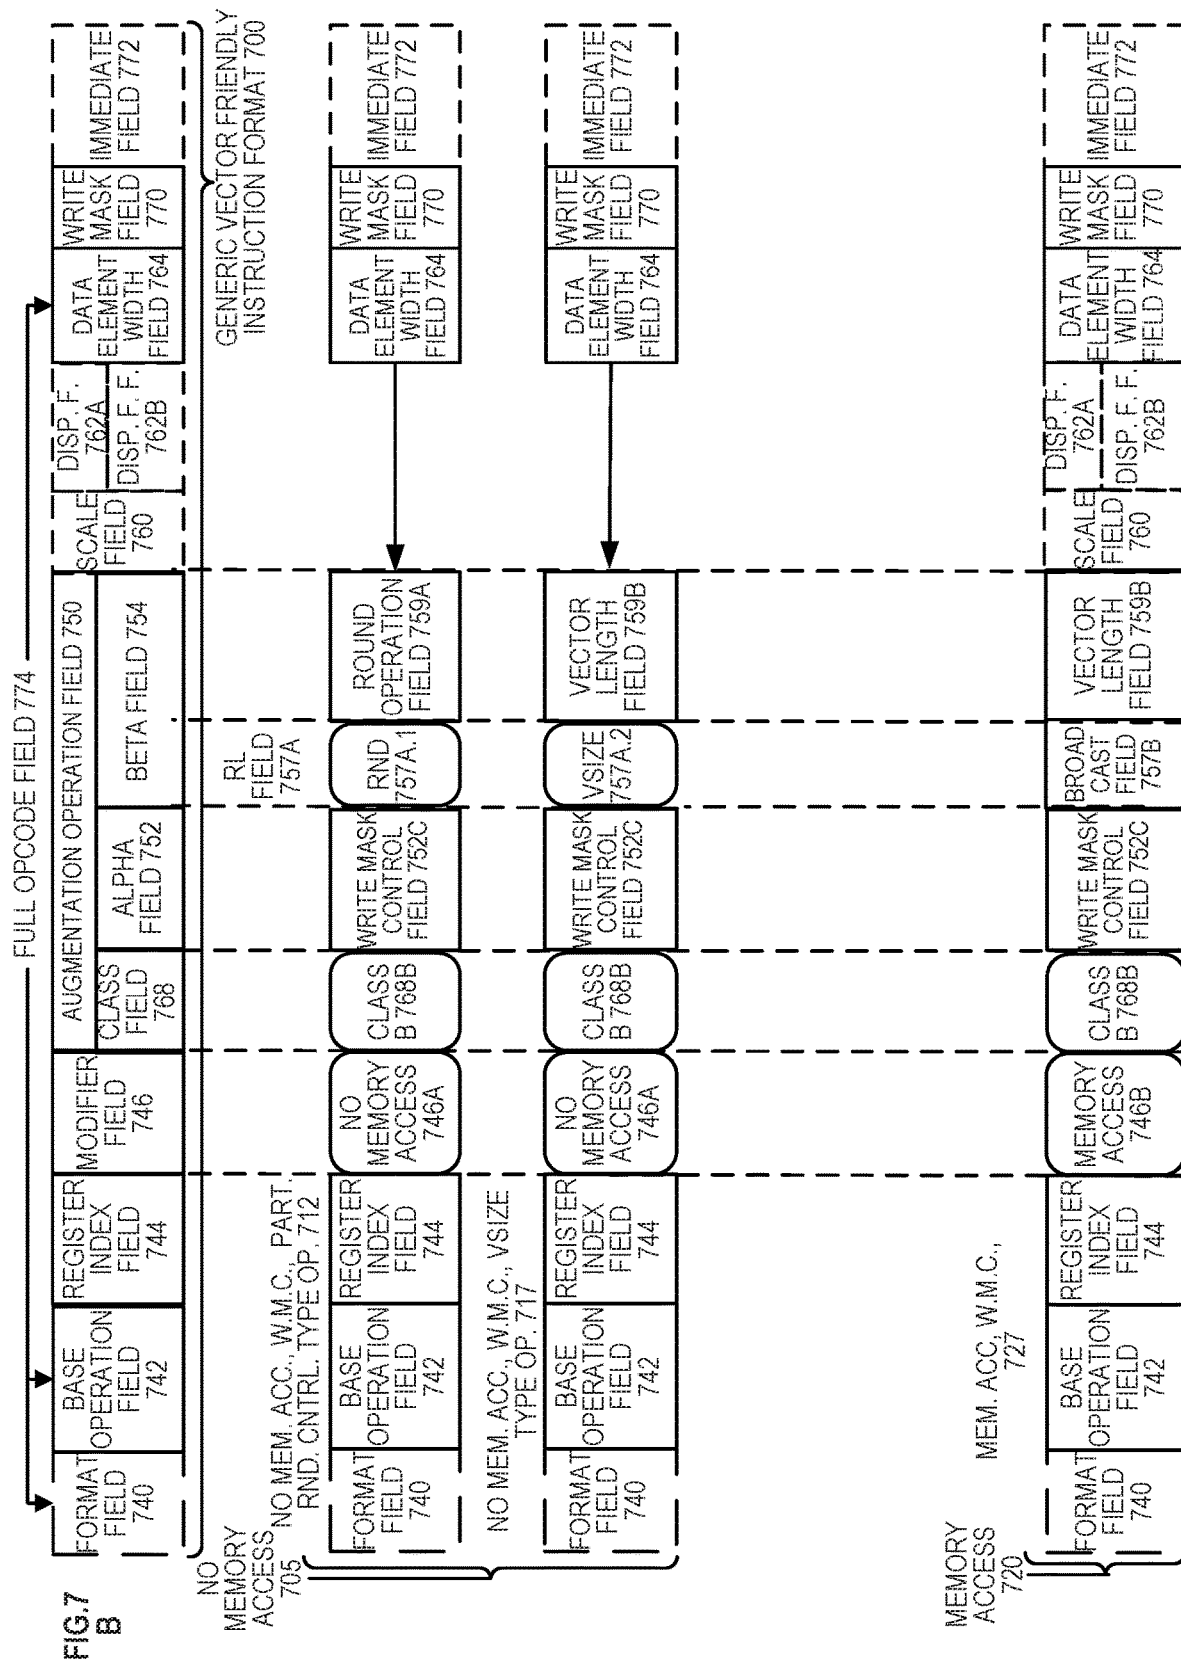 FIG.7
B
FULL OPCODE FIELD 774
FORMAT
FIELD
740
BASE
OPERATION
FIELD
742
REGISTER
INDEX
FIELD
744
MODIFIER
FIELD
746
AUGMENTATION OPERATION FIELD 750
CLASS
FIELD
768
ALPHA
FIELD 752
BETA FIELD 754
SCALE
FIELD
760
DISP. F.
762A
DISP. F. F.
762B
DATA
ELEMENT
WIDTH
FIELD 764
WRITE
MASK
FIELD
770
IMMEDIATE
FIELD 772
GENERIC VECTOR FRIENDLY
INSTRUCTION FORMAT 700
NO
MEMORY
ACCESS
705
NO MEM. ACC., W.M.C., PART.
RND. CNTRL. TYPE OP. 712
RL
FIELD
757A
FORMAT
FIELD
740
BASE
OPERATION
FIELD
742
REGISTER
INDEX
FIELD
744
NO
MEMORY
ACCESS
746A
CLASS
B 768B
WRITE MASK
CONTROL
FIELD 752C
RND
757A.1
ROUND
OPERATION
FIELD 759A
DATA
ELEMENT
WIDTH
FIELD 764
WRITE
MASK
FIELD
770
IMMEDIATE
FIELD 772
NO MEM. ACC., W.M.C., VSIZE
TYPE OP. 717
FORMAT
FIELD
740
BASE
OPERATION
FIELD
742
REGISTER
INDEX
FIELD
744
NO
MEMORY
ACCESS
746A
CLASS
B 768B
WRITE MASK
CONTROL
FIELD 752C
VSIZE
757A.2
VECTOR
LENGTH
FIELD 759B
DATA
ELEMENT
WIDTH
FIELD 764
WRITE
MASK
FIELD
770
IMMEDIATE
FIELD 772
MEMORY
ACCESS
720
MEM. ACC, W.M.C.,
727
FORMAT
FIELD
740
BASE
OPERATION
FIELD
742
REGISTER
INDEX
FIELD
744
MEMORY
ACCESS
746B
CLASS
B 768B
WRITE MASK
CONTROL
FIELD 752C
BROAD
CAST
FIELD
757B
VECTOR
LENGTH
FIELD 759B
SCALE
FIELD
760
DISP. F.
762A
DISP. F. F.
762B
DATA
ELEMENT
WIDTH
FIELD 764
WRITE
MASK
FIELD
770
IMMEDIATE
FIELD 772